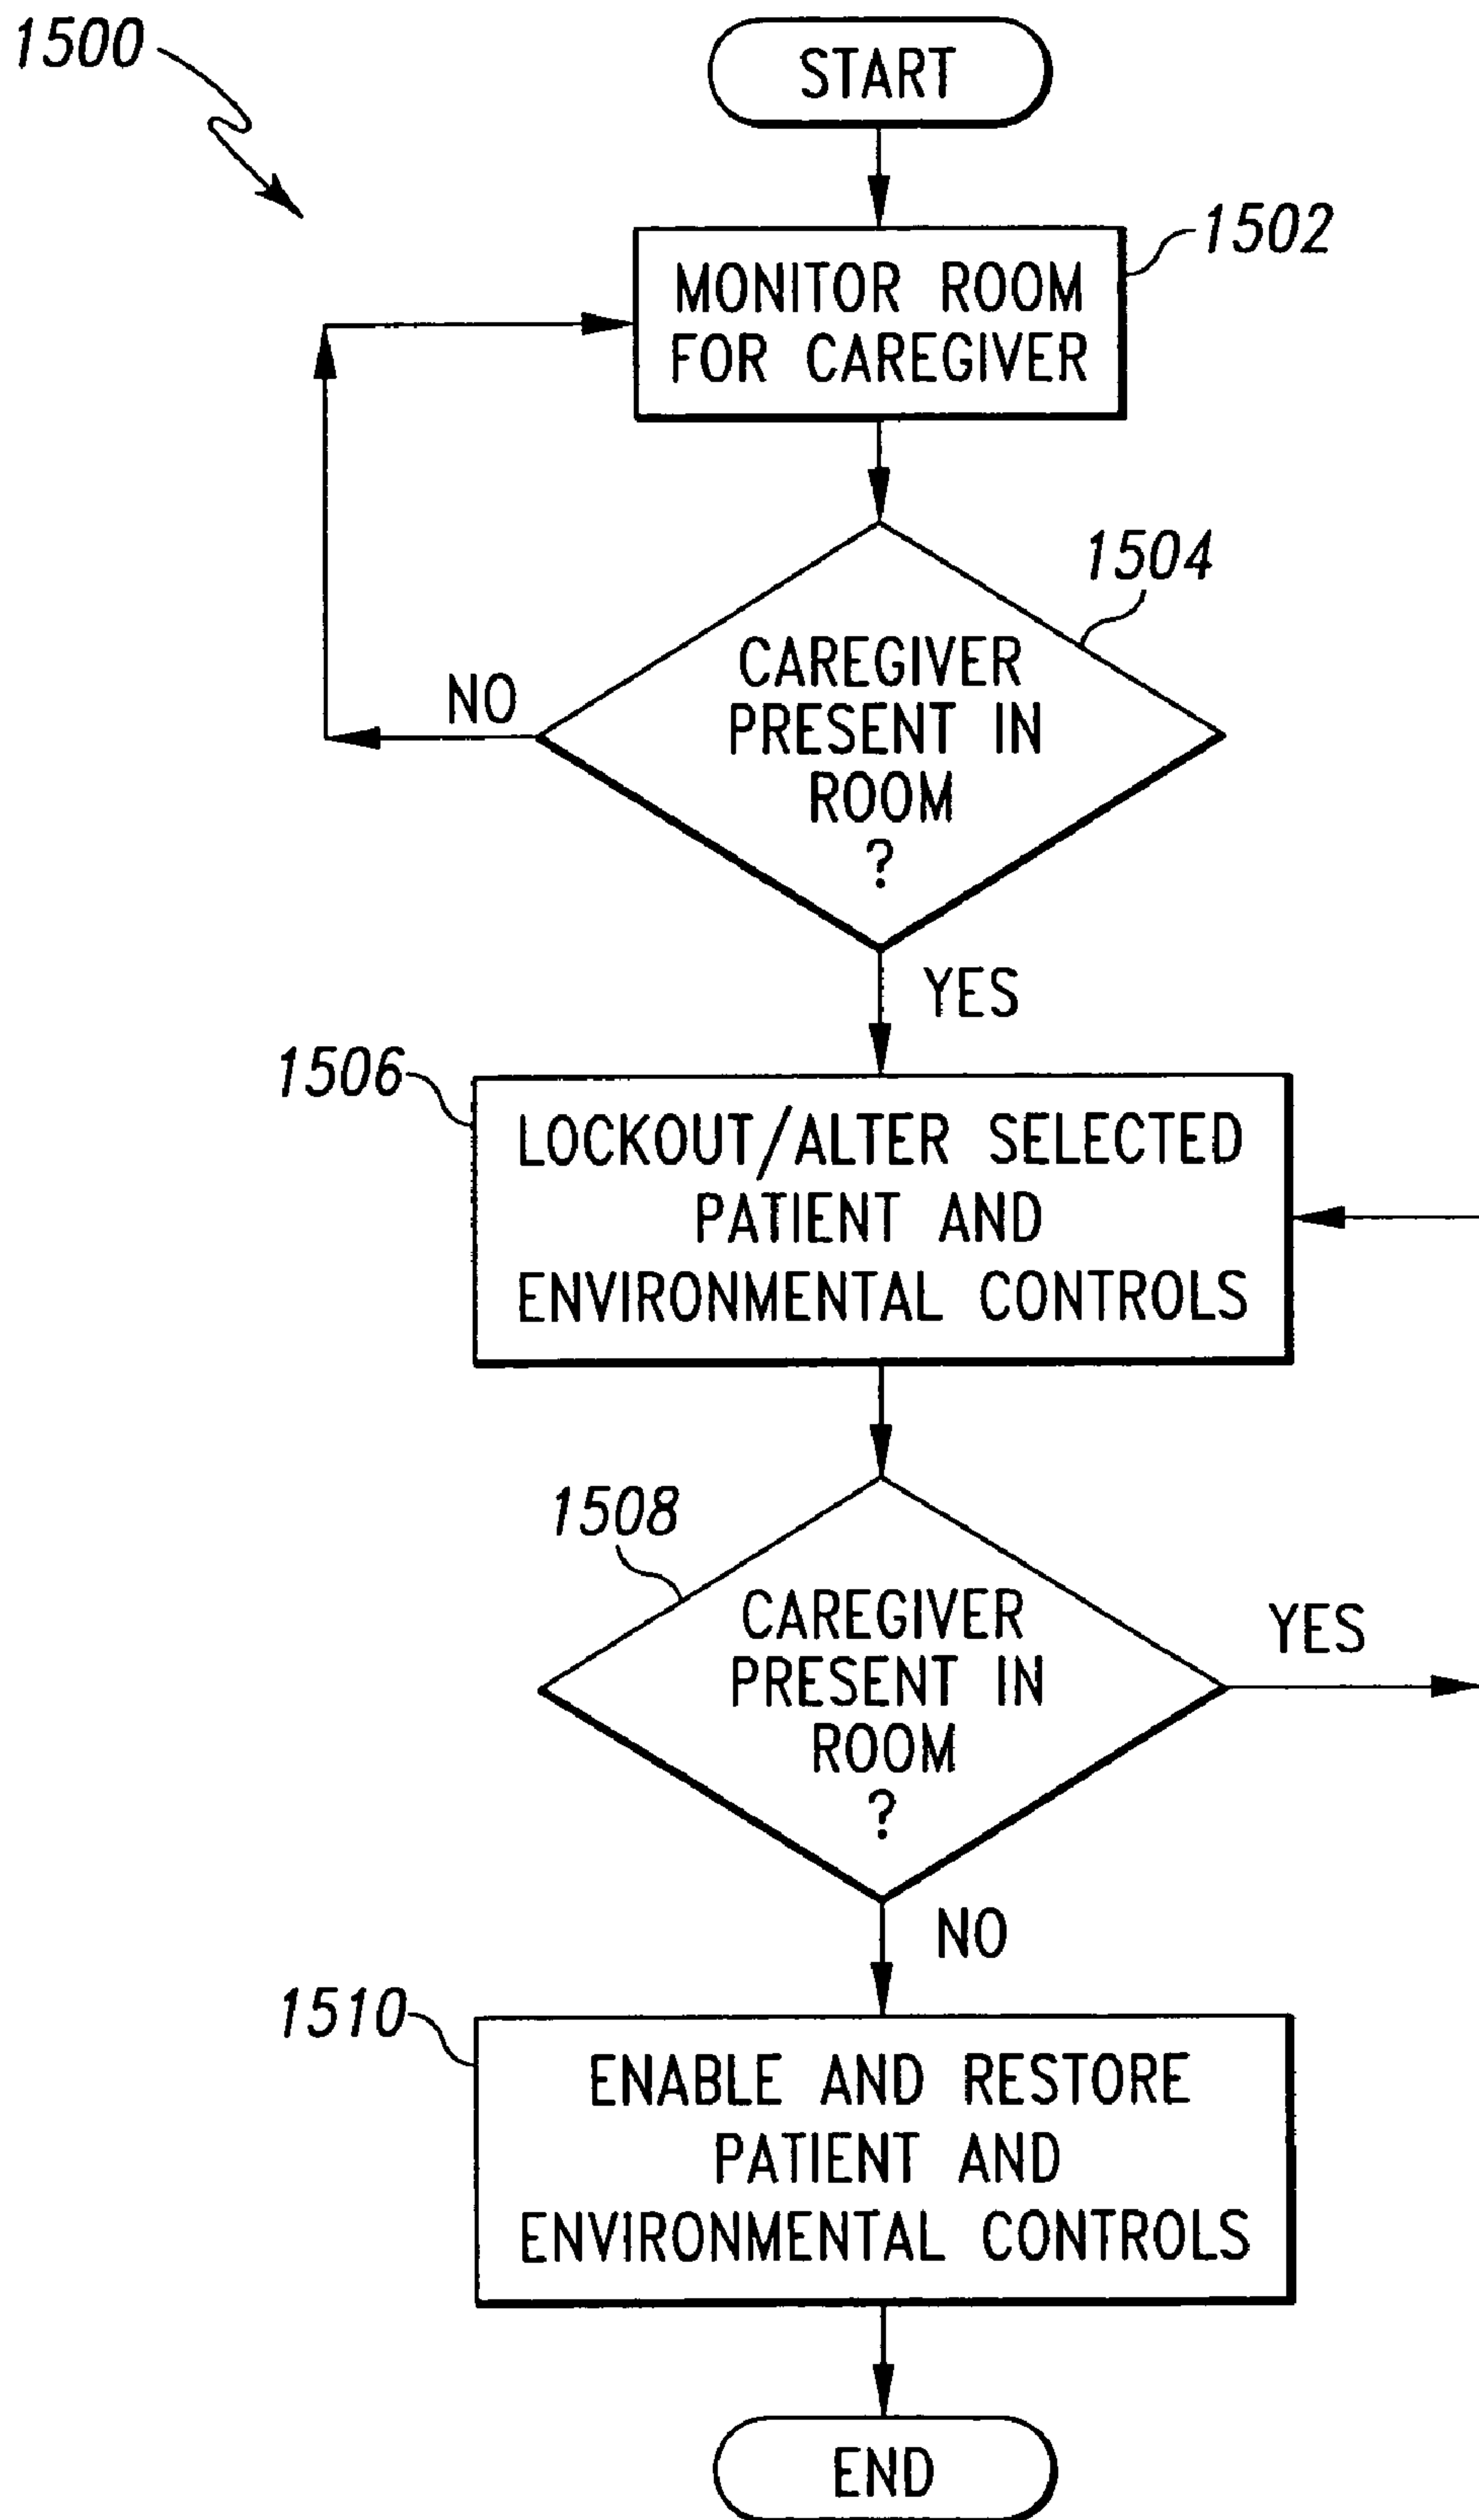 1500
START
1502
MONITOR ROOM
FOR CAREGIVER
1504
CAREGIVER
PRESENT IN
ROOM
?
NO
YES
1506
LOCKOUT/ALTER SELECTED
PATIENT AND
ENVIRONMENTAL CONTROLS
1508
CAREGIVER
PRESENT IN
ROOM
?
YES
NO
1510
ENABLE AND RESTORE
PATIENT AND
ENVIRONMENTAL CONTROLS
END